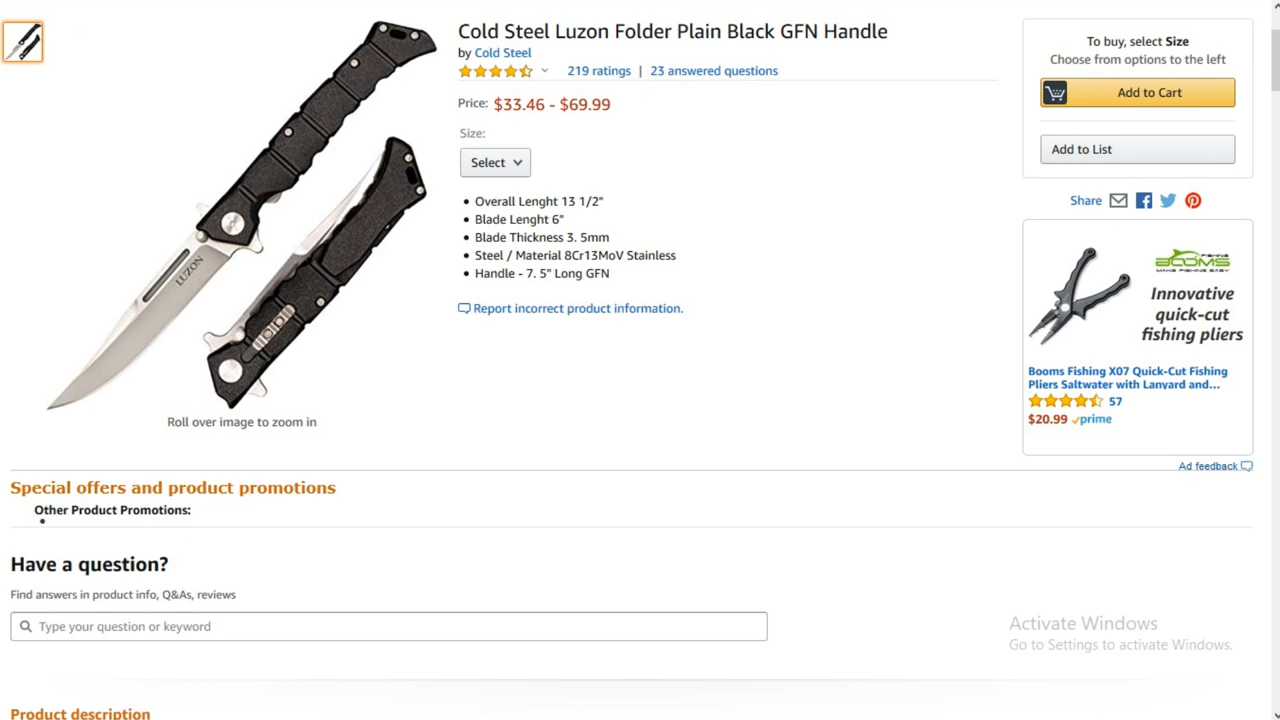 Cold Steel Luzon Folder Plain Black GFN Handle
by Cold Steel
219 ratings | 23 answered questions
Price: $33.46 - $69.99
Size:
Select
Overall Lenght 13 1/2"
Blade Lenght 6"
Blade Thickness 3. 5mm
Steel / Material 8Cr13MoV Stainless
Handle - 7. 5" Long GFN
Report incorrect product information.
LUZON
Roll over image to zoom in
To buy, select Size
Choose from options to the left
Add to Cart
Add to List
Share
BOOMS
FISHING
MAKE FISHING EASY
Innovative
quick-cut
fishing pliers
Booms Fishing X07 Quick-Cut Fishing
Pliers Saltwater with Lanyard and...
57
$20.99 prime
Ad feedback
Special offers and product promotions
Other Product Promotions:
Have a question?
Find answers in product info, Q&As, reviews
Type your question or keyword
Activate Windows
Go to Settings to activate Windows.
Product description